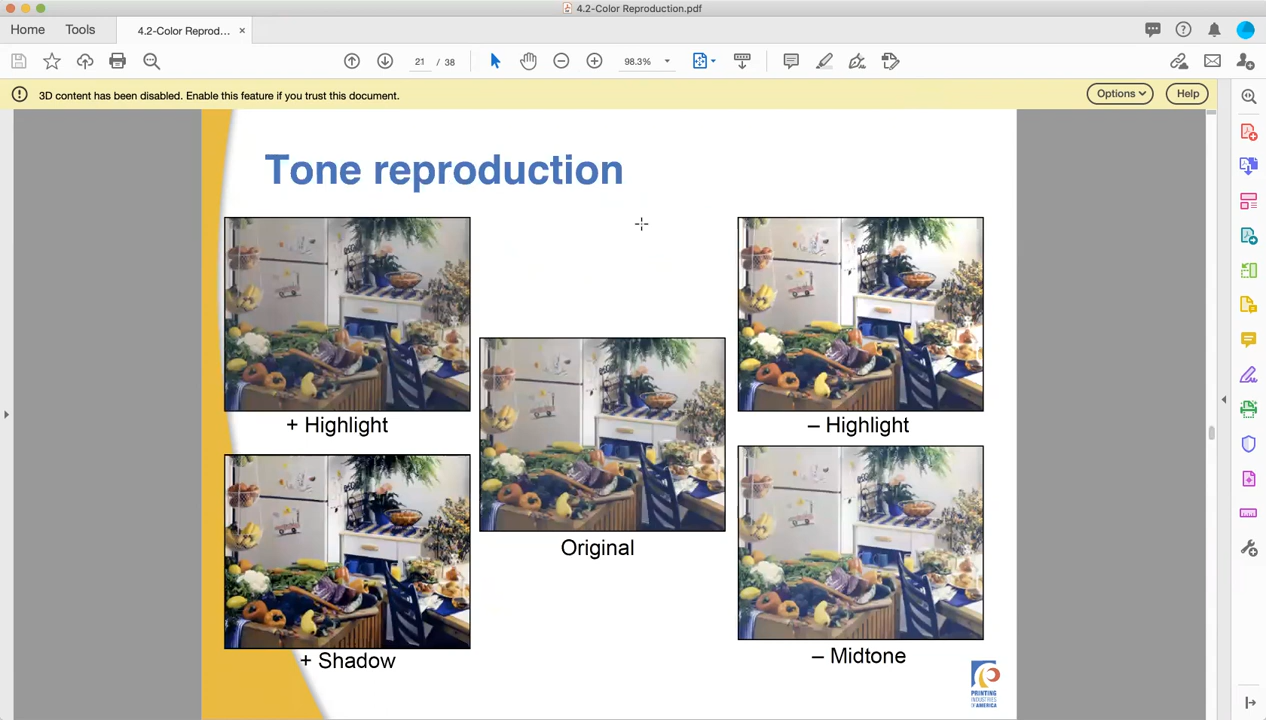 4.2-Color Reproduction.pdf
Home
Tools
4.2-Color Reprod... ×
21 / 38
98.3%
3D content has been disabled. Enable this feature if you trust this document.
Options
Help
Tone reproduction
+ Highlight
– Highlight
Original
+ Shadow
– Midtone
PRINTING
INDUSTRIES
OF AMERICA